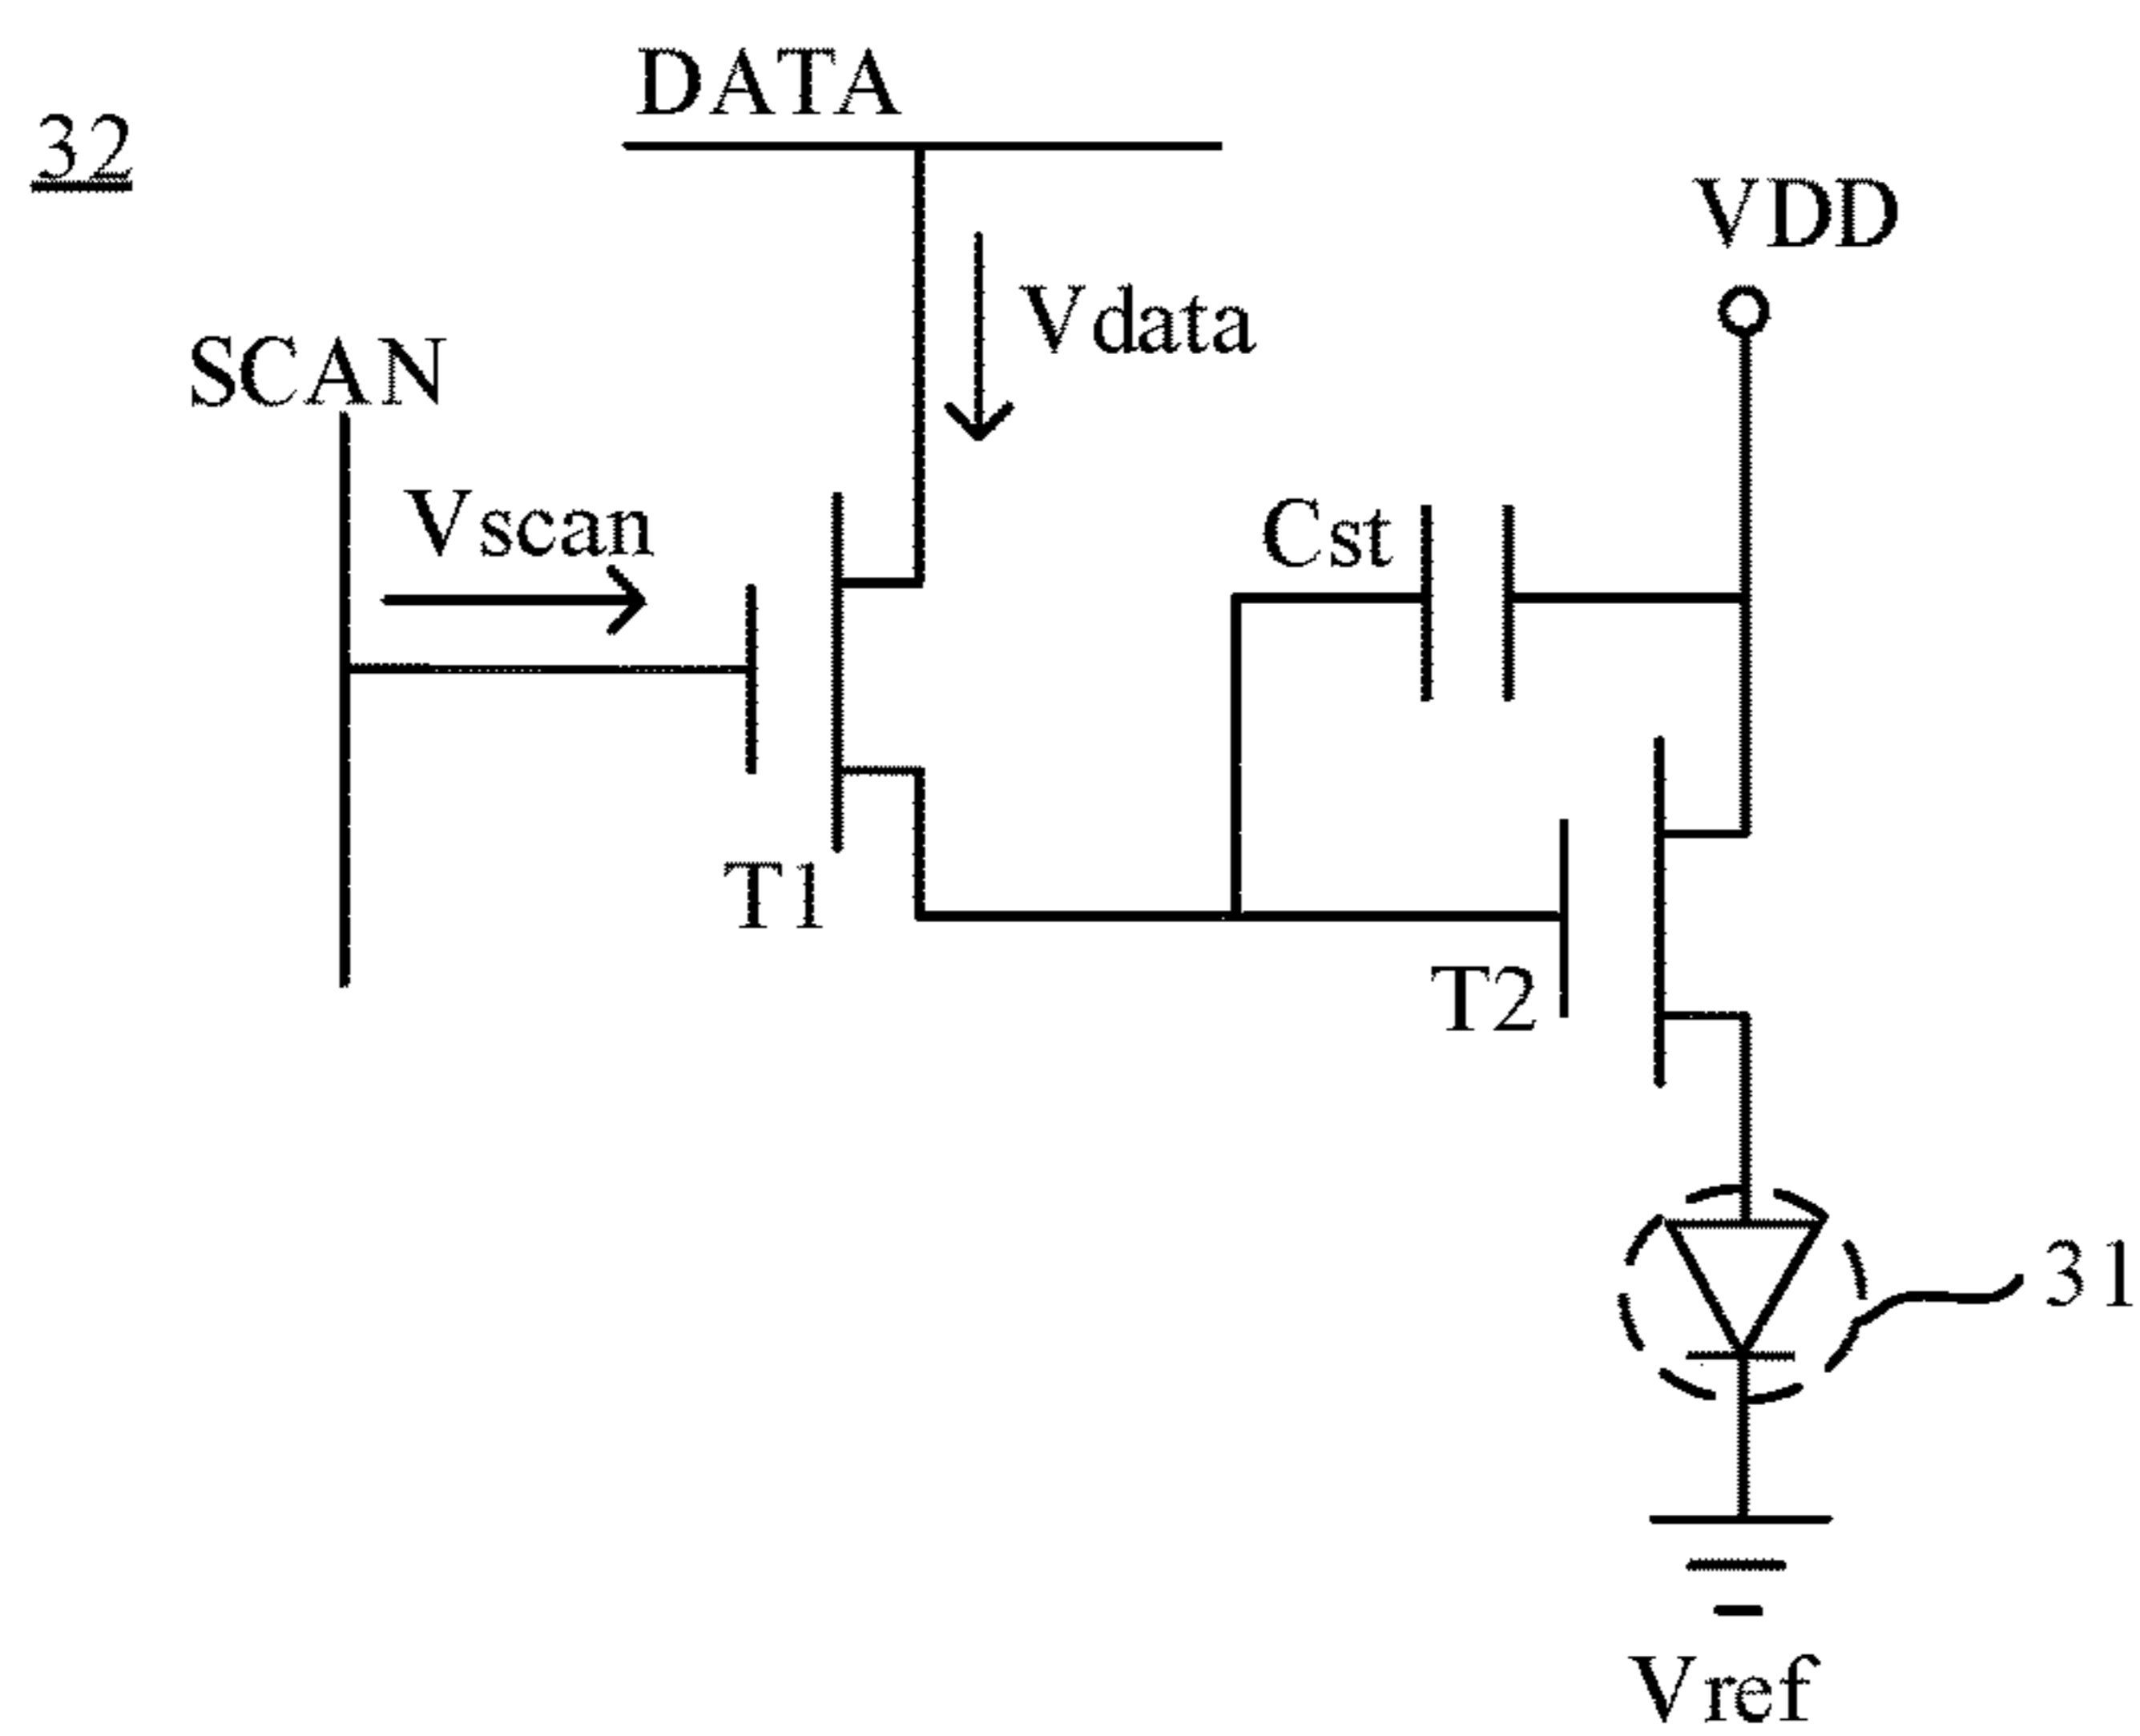 DATA
32
VDD
Vdata
SCAN
Vscan
Cst
T1
T2
31
Vref